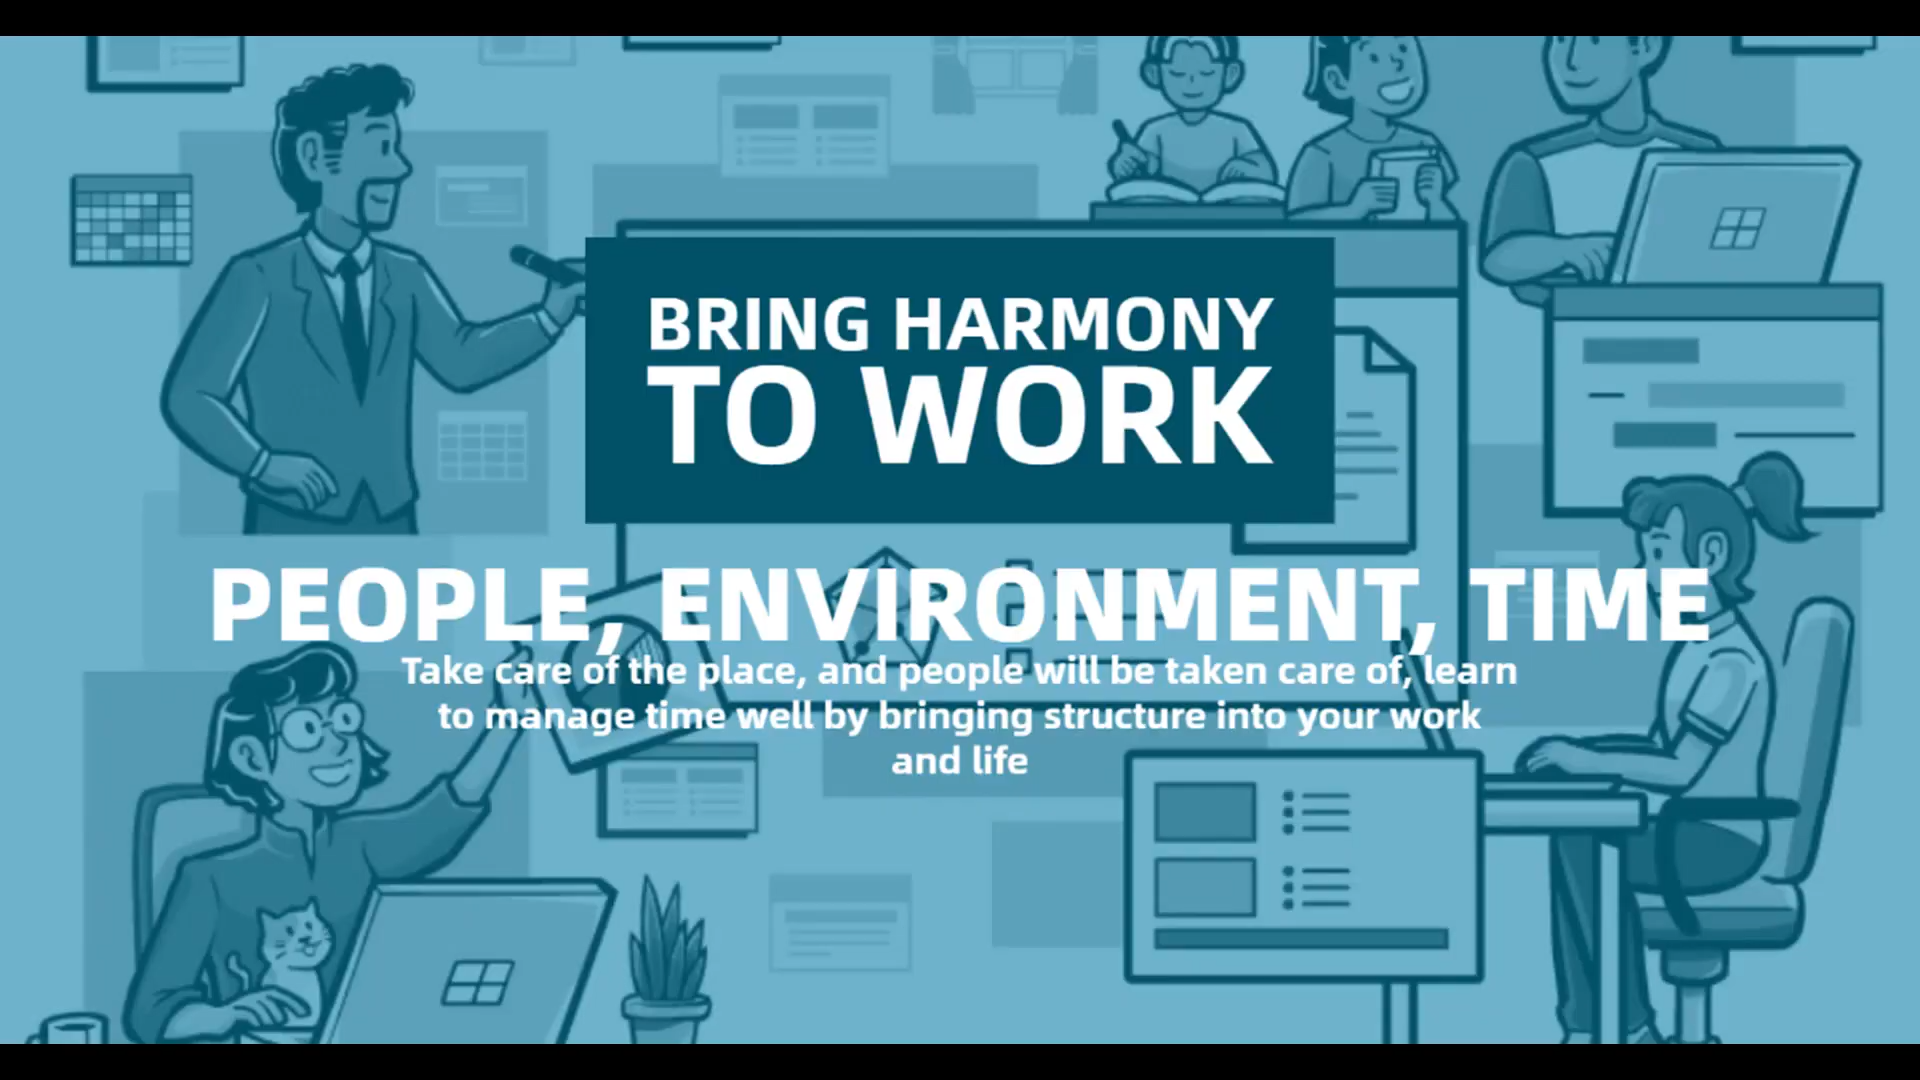 BRING HARMONY
TO WORK
PEOPLE, ENVIRONMENT, TIME
Take care of the place, and people will be taken care of, learn
to manage time well by bringing structure into your work
and life